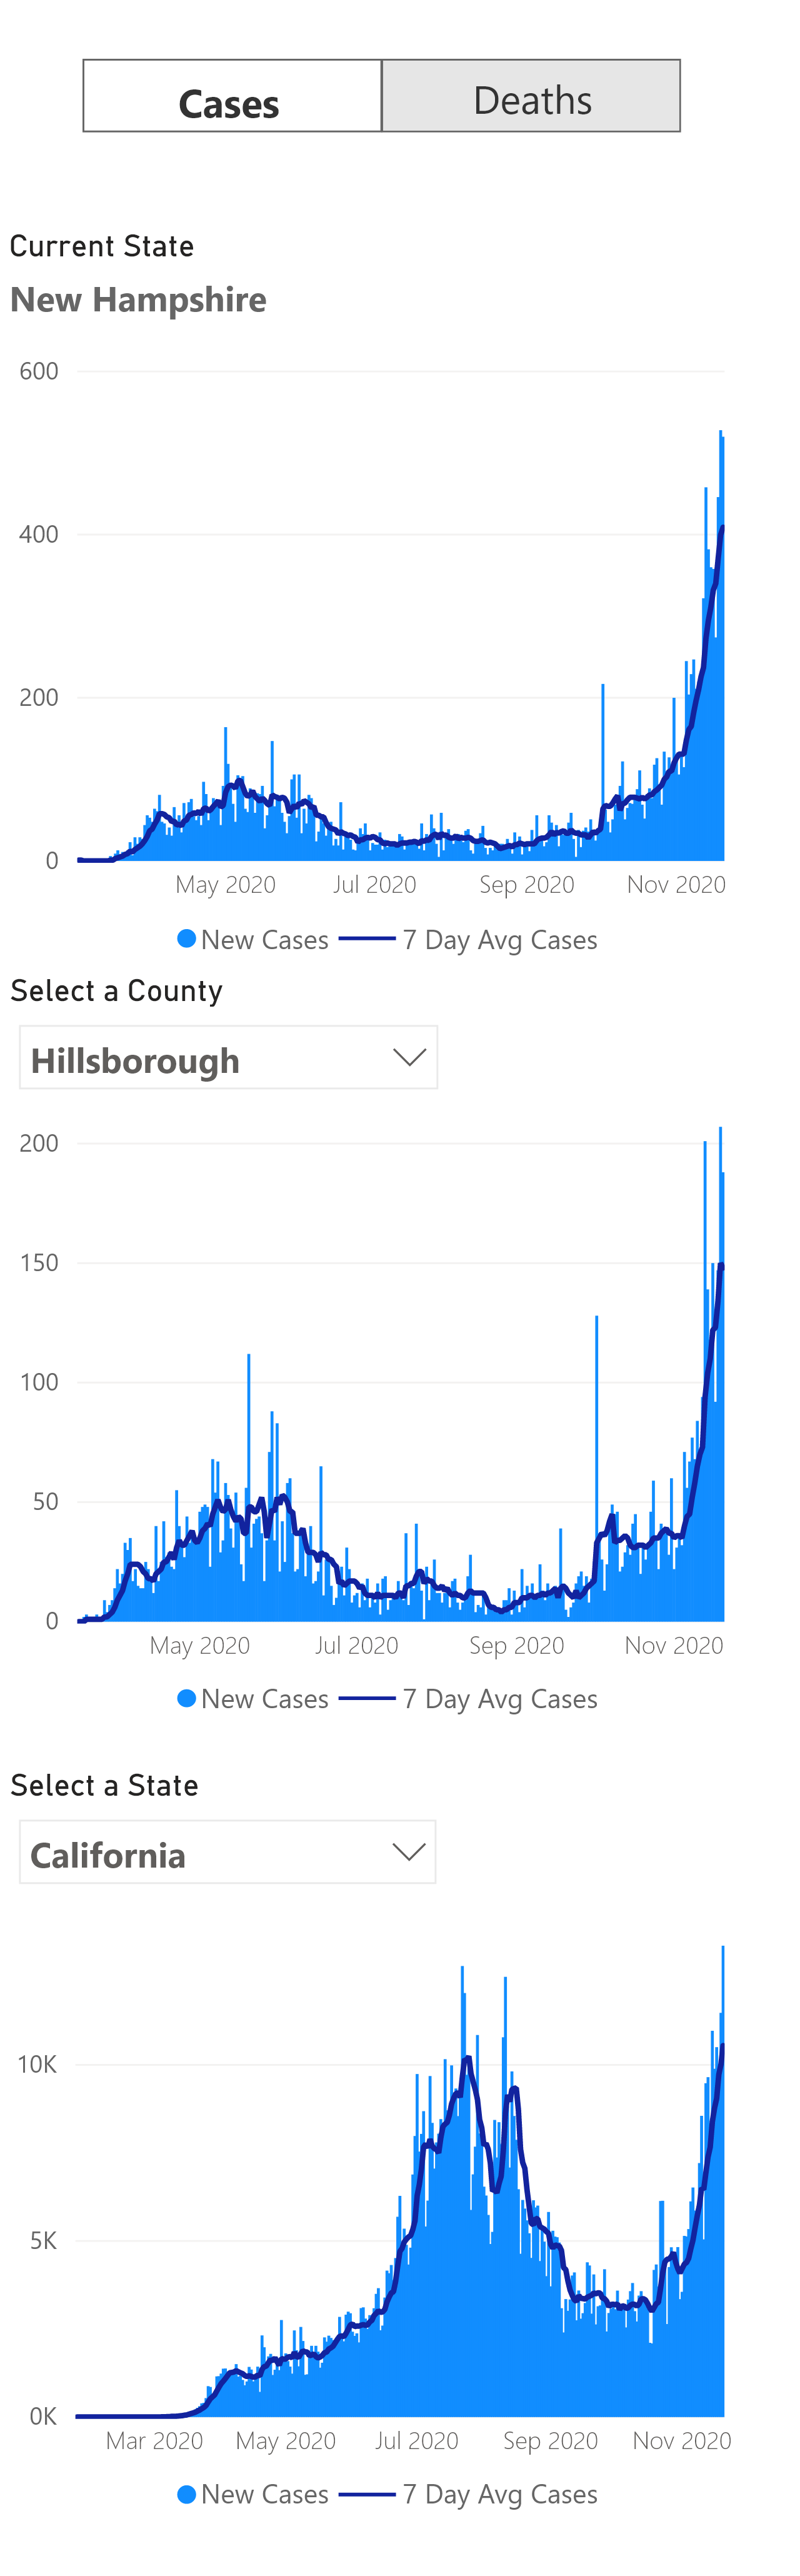 Cases Deaths
Current State
New Hampshire
600
400
200
0
May 2020 Jul 2020 Sep 2020 Nov 2020
New Cases 7 Day Avg Cases
Select a County
Hillsborough
200
150
100
50
0
May 2020 Jul 2020 Sep 2020 Nov 2020
New Cases 7 Day Avg Cases
Select a State
California
10K
5K
0K
Mar 2020 May 2020 Jul 2020 Sep 2020 Nov 2020
New Cases 7 Day Avg Cases